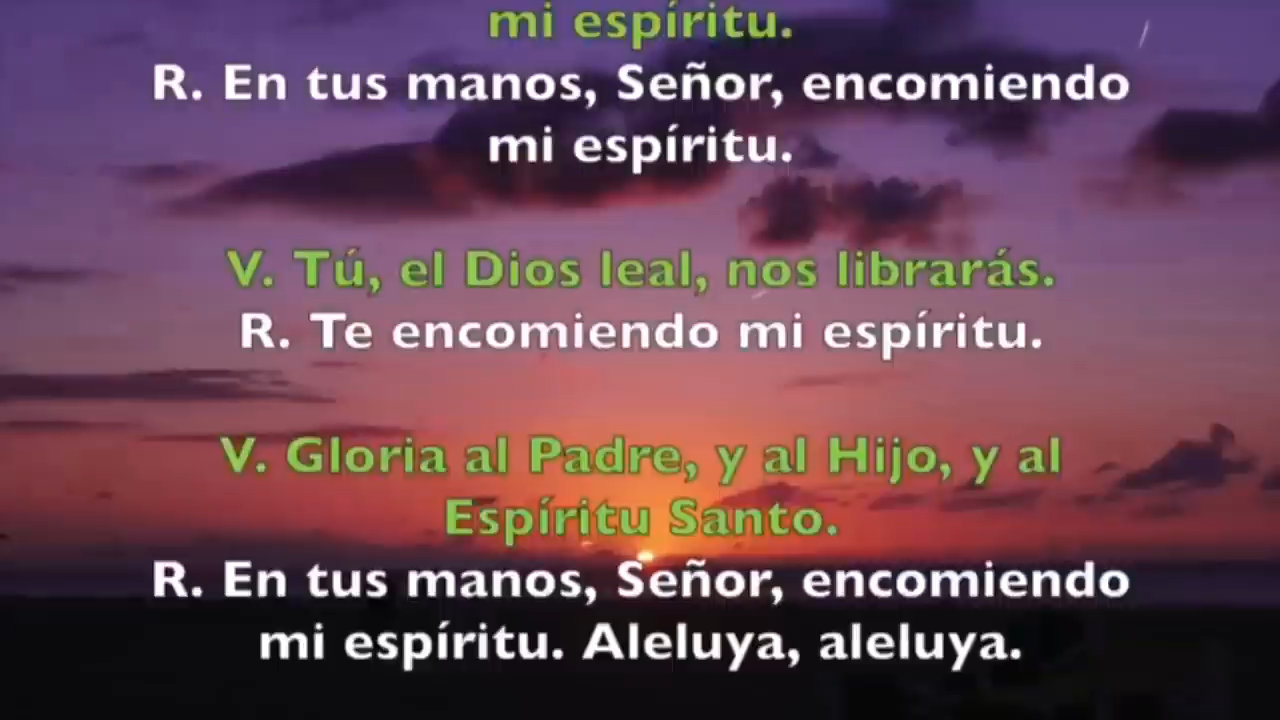 mi espíritu.
R. En tus manos, Señor, encomiendo
mi espíritu.
V. Tú, el Dios leal, nos librarás.
R. Te encomiendo mi espíritu.
V. Gloria al Padre, y al Hijo, y al
Espíritu Santo.
R. En tus manos, Señor, encomiendo
mi espíritu. Aleluya, aleluya.